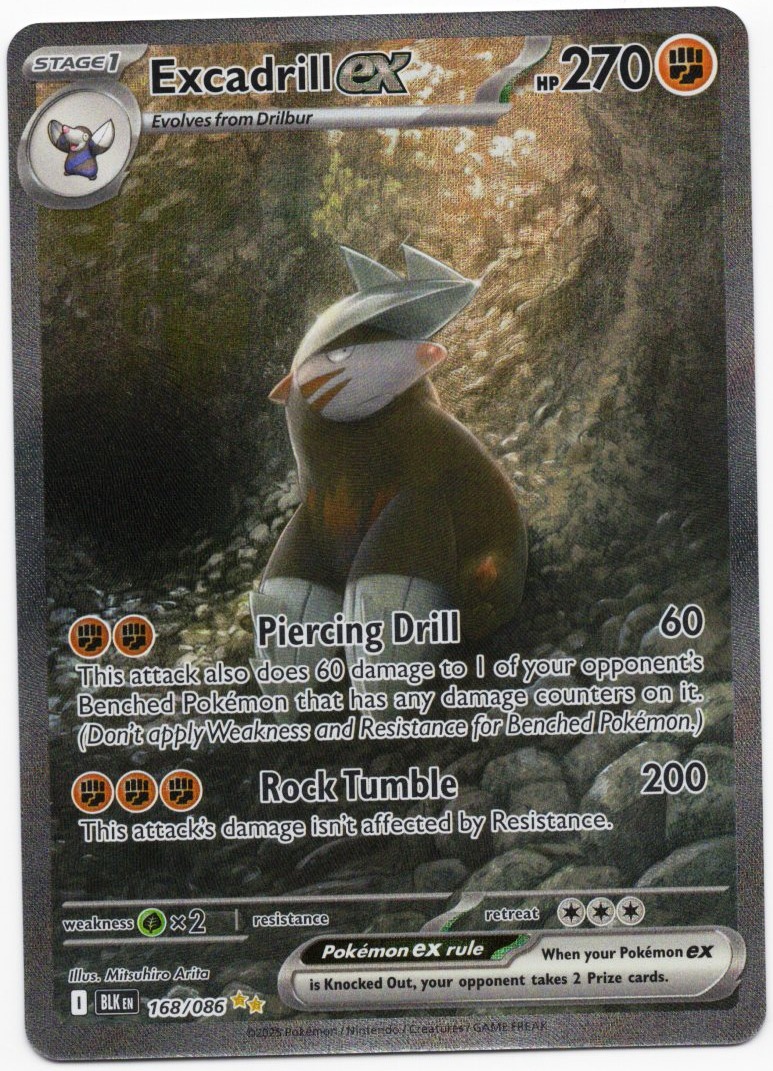 STAGE 1
Excadrill ex
HP 270
Evolves from Drilbur
Piercing Drill 60
This attack also does 60 damage to 1 of your opponent's
Benched Pokémon that has any damage counters on it.
(Don't apply Weakness and Resistance for Benched Pokémon.)
Rock Tumble 200
This attack's damage isn't affected by Resistance.
weakness ×2 resistance retreat
Pokémon ex rule When your Pokémon ex
is Knocked Out, your opponent takes 2 Prize cards.
Illus. Mitsuhiro Arita
BLK EN 168/086
©2025 Pokémon / Nintendo / Creatures / GAME FREAK